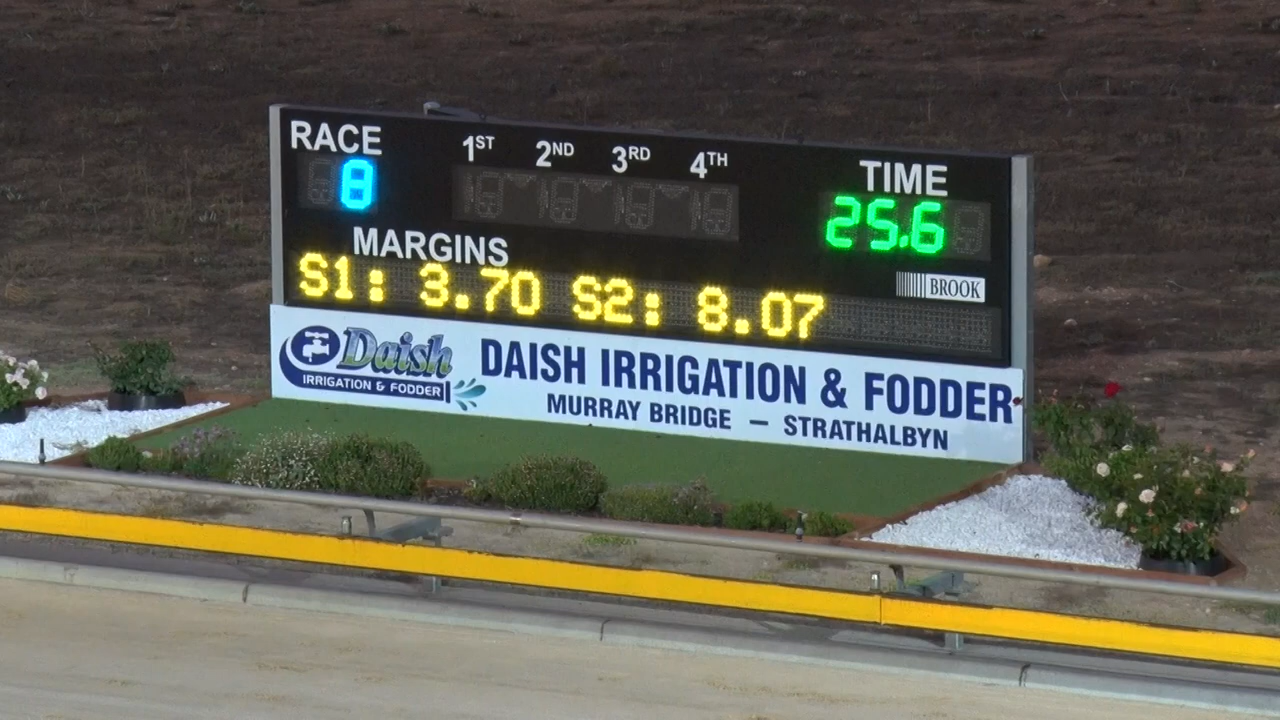 RACE 1ST 2ND 3RD 4TH TIME
8 25.6
MARGINS
S1: 3.70 S2: 8.07
BROOK
Daish
IRRIGATION & FODDER
DAISH IRRIGATION & FODDER
MURRAY BRIDGE — STRATHALBYN